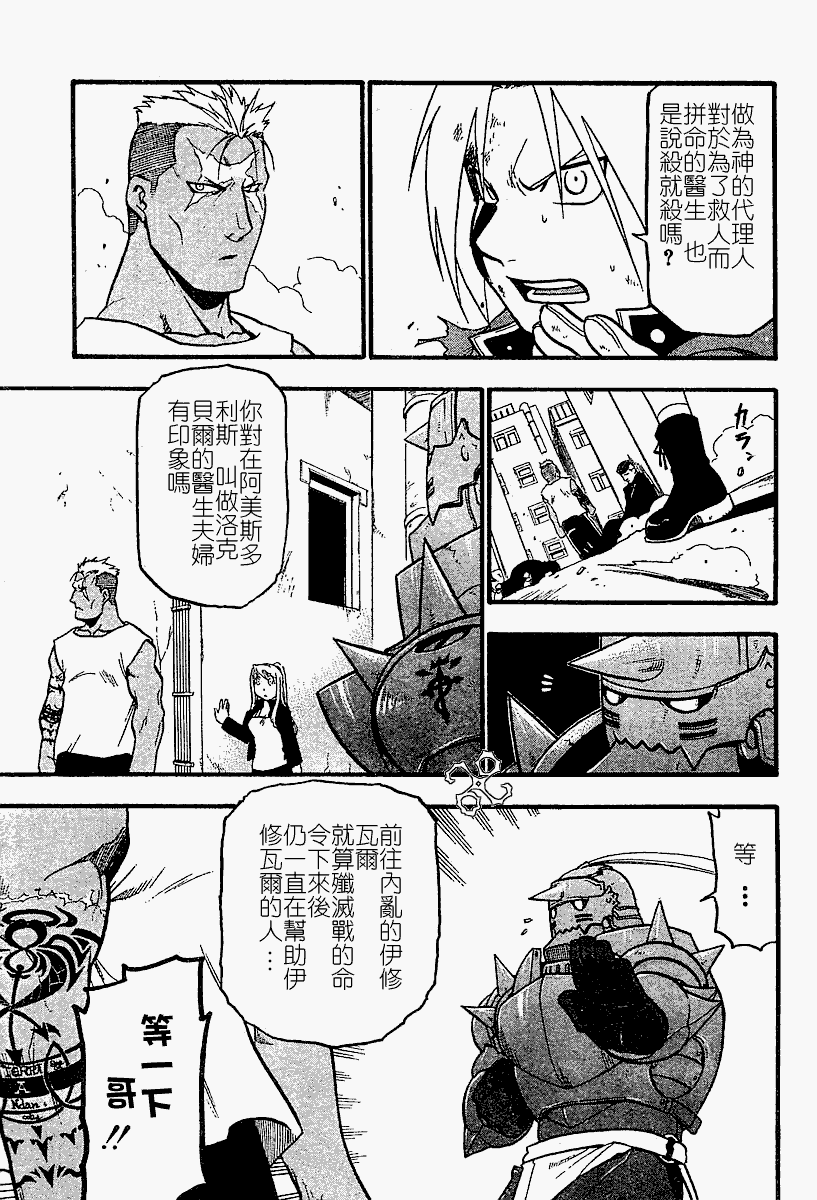 做為神的代理人
對於為了救人而
拼命的醫生 也
是說殺就殺嗎?
カラン
你對在阿美斯多
利斯 叫做洛克
貝爾的醫生夫婦
有印象嗎
等…
前往內亂的伊修
瓦爾
就算殲滅戰的命
令下來後
仍一直在幫助伊
修瓦爾的人…
等一下
哥!!